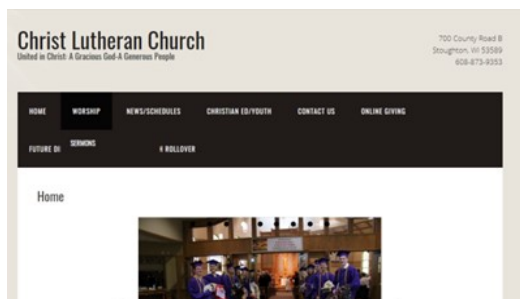 Christ Lutheran Church
United in Christ: A Gracious God-A Generous People
700 County Road B
Stoughton, WI 53589
608-873-9353
HOME WORSHIP NEWS/SCHEDULES CHRISTIAN ED/YOUTH CONTACT US ONLINE GIVING
FUTURE DI SERMONS ROLLOVER
Home